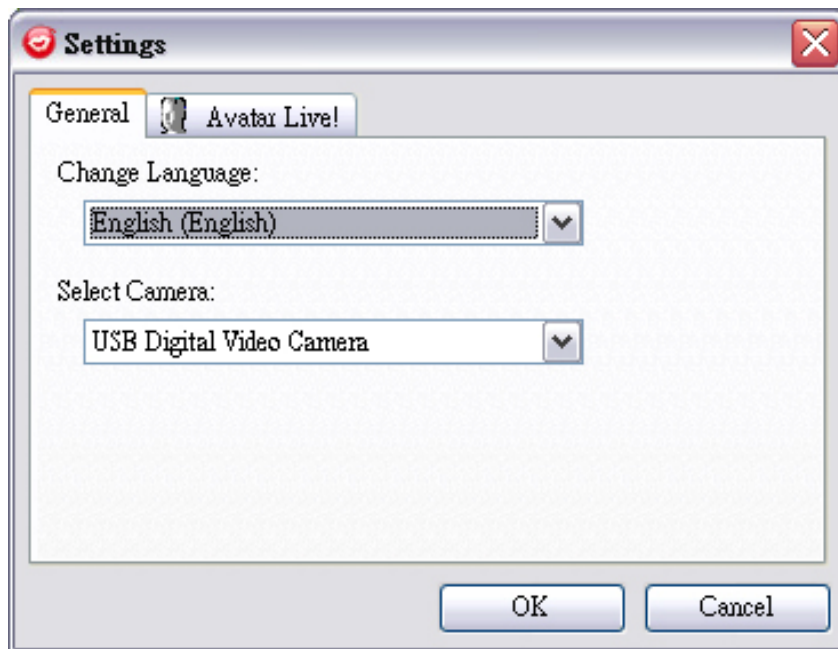 Settings
General
Avatar Live!
Change Language:
English (English)
Select Camera:
USB Digital Video Camera
OK
Cancel